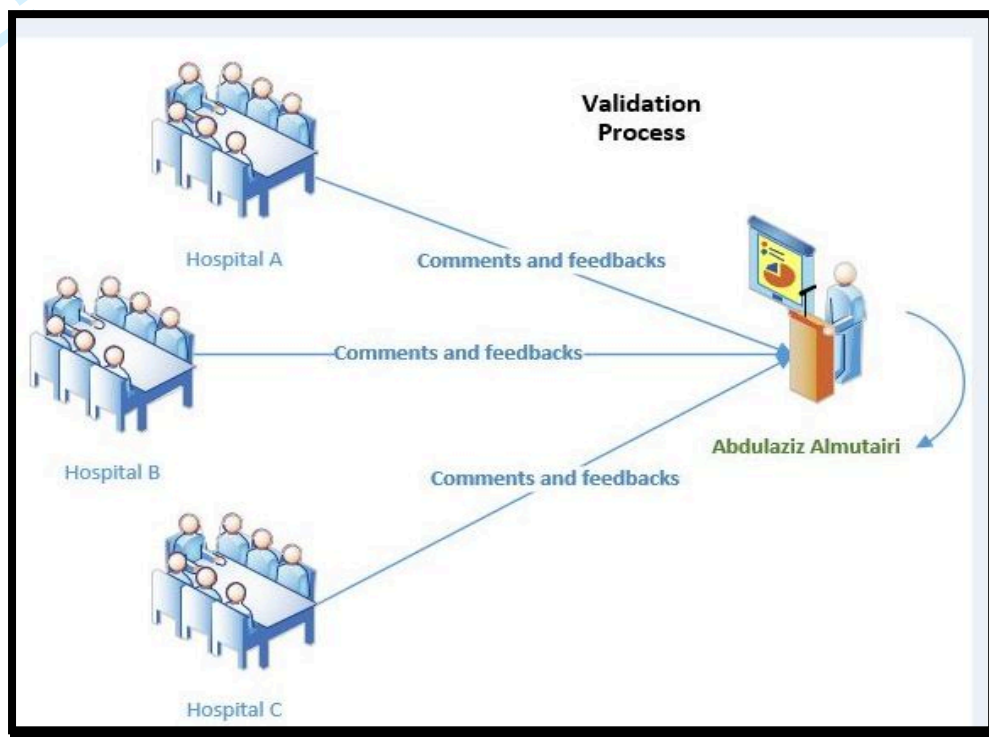 Validation
Process
Hospital A
Comments and feedbacks
Comments and feedbacks
Abdulaziz Almutairi
Hospital B
Comments and feedbacks
Hospital C